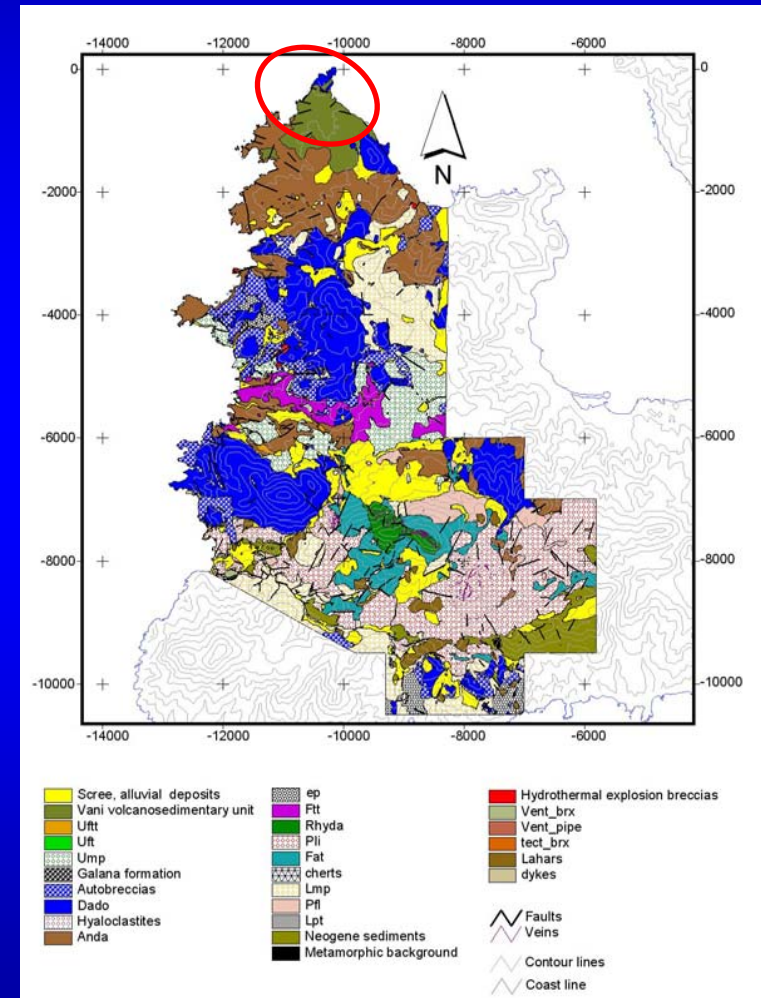 -14000 -12000 -10000 -8000 -6000
0 0
N
-2000 -2000
-4000 -4000
-6000 -6000
-8000 -8000
-10000 -10000
-14000 -12000 -10000 -8000 -6000
Scree, alluvial deposits
Vani volcanosedimentary unit
Uftt
Uft
Ump
Galana formation
Autobreccias
Dado
Hyaloclastites
Anda
ep
Ftt
Rhyda
Pli
Fat
cherts
Lmp
Pfl
Lpt
Neogene sediments
Metamorphic background
Hydrothermal explosion breccias
Vent_brx
Vent_pipe
tect_brx
Lahars
dykes
Faults
Veins
Contour lines
Coast line